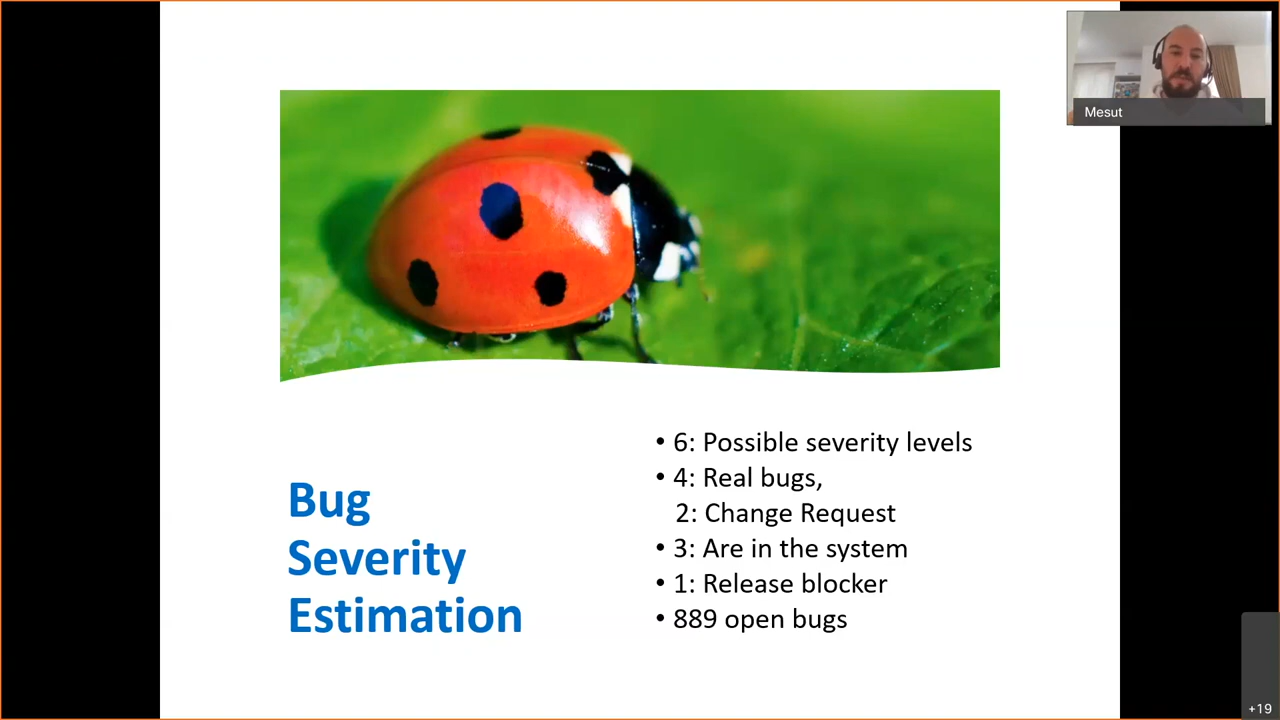 Mesut
Bug
Severity
Estimation
• 6: Possible severity levels
• 4: Real bugs,
2: Change Request
• 3: Are in the system
• 1: Release blocker
• 889 open bugs
+19